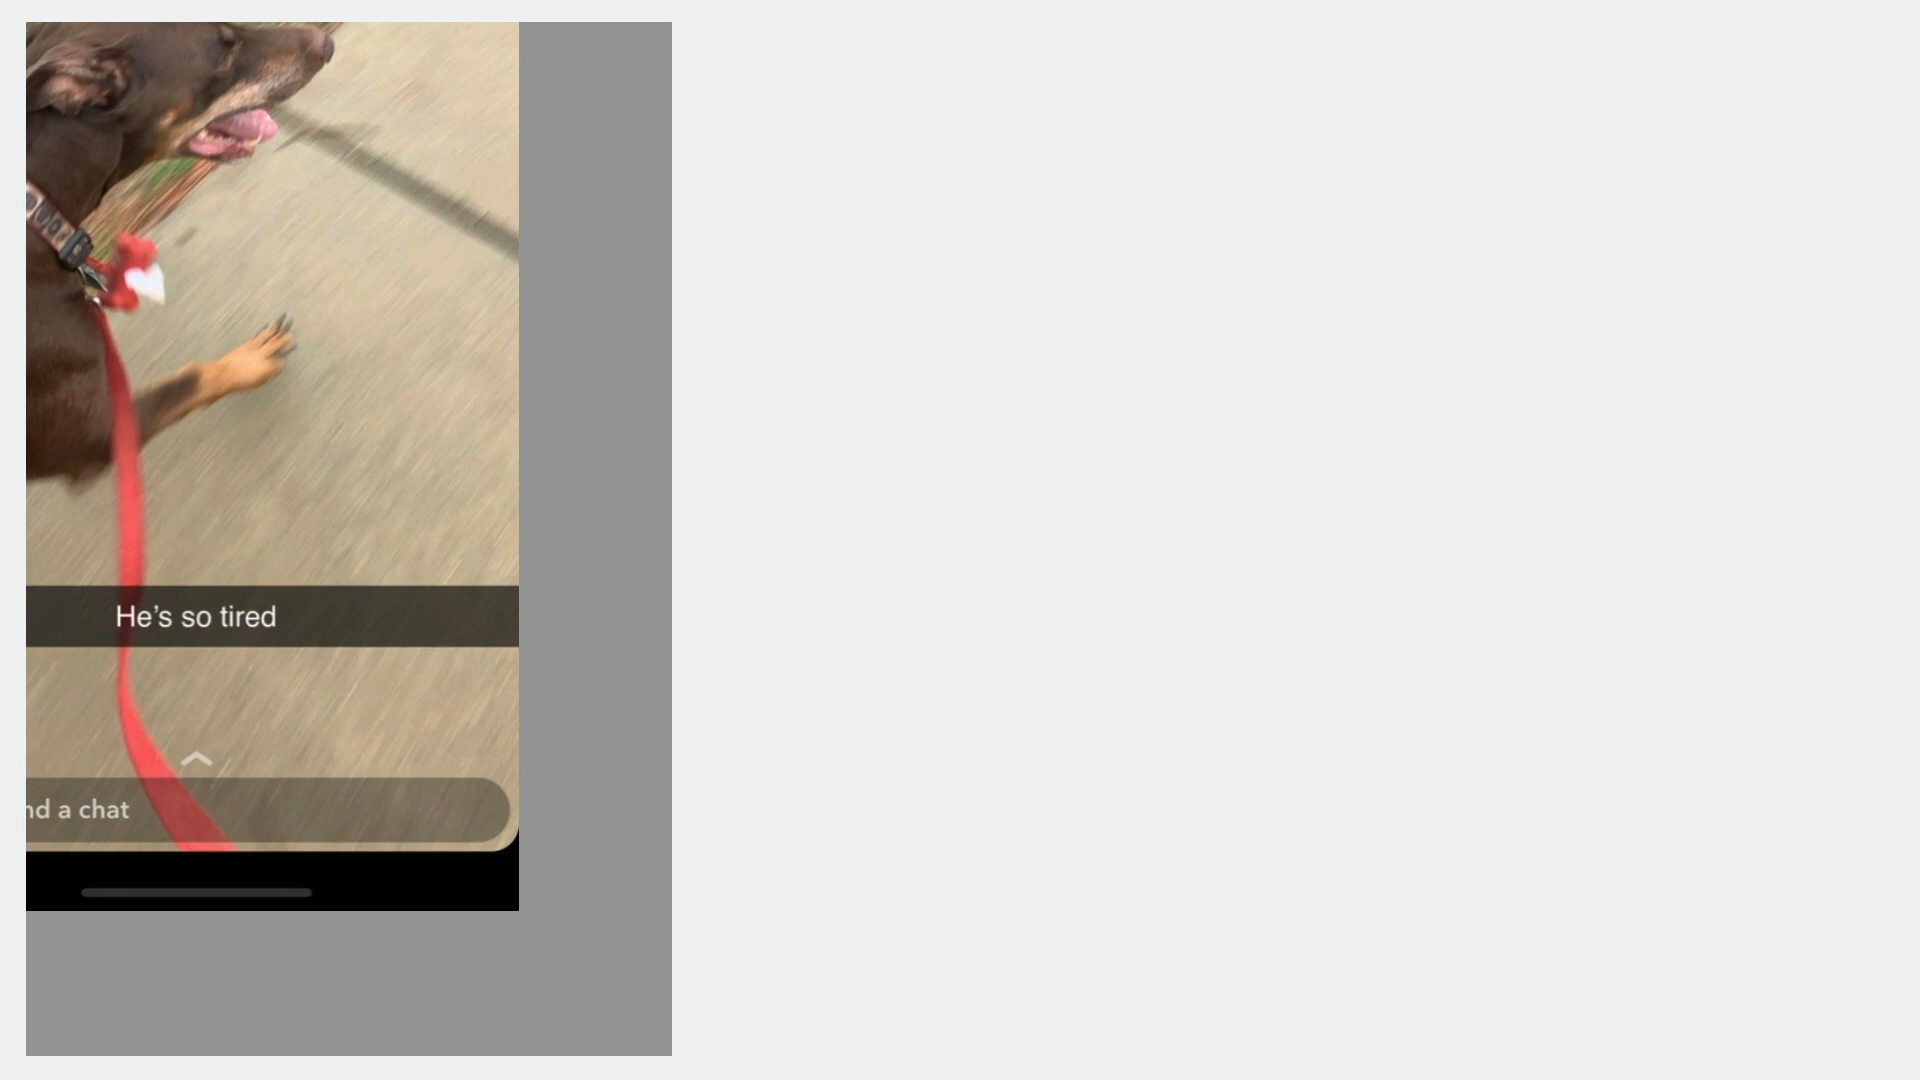 He’s so tired
nd a chat